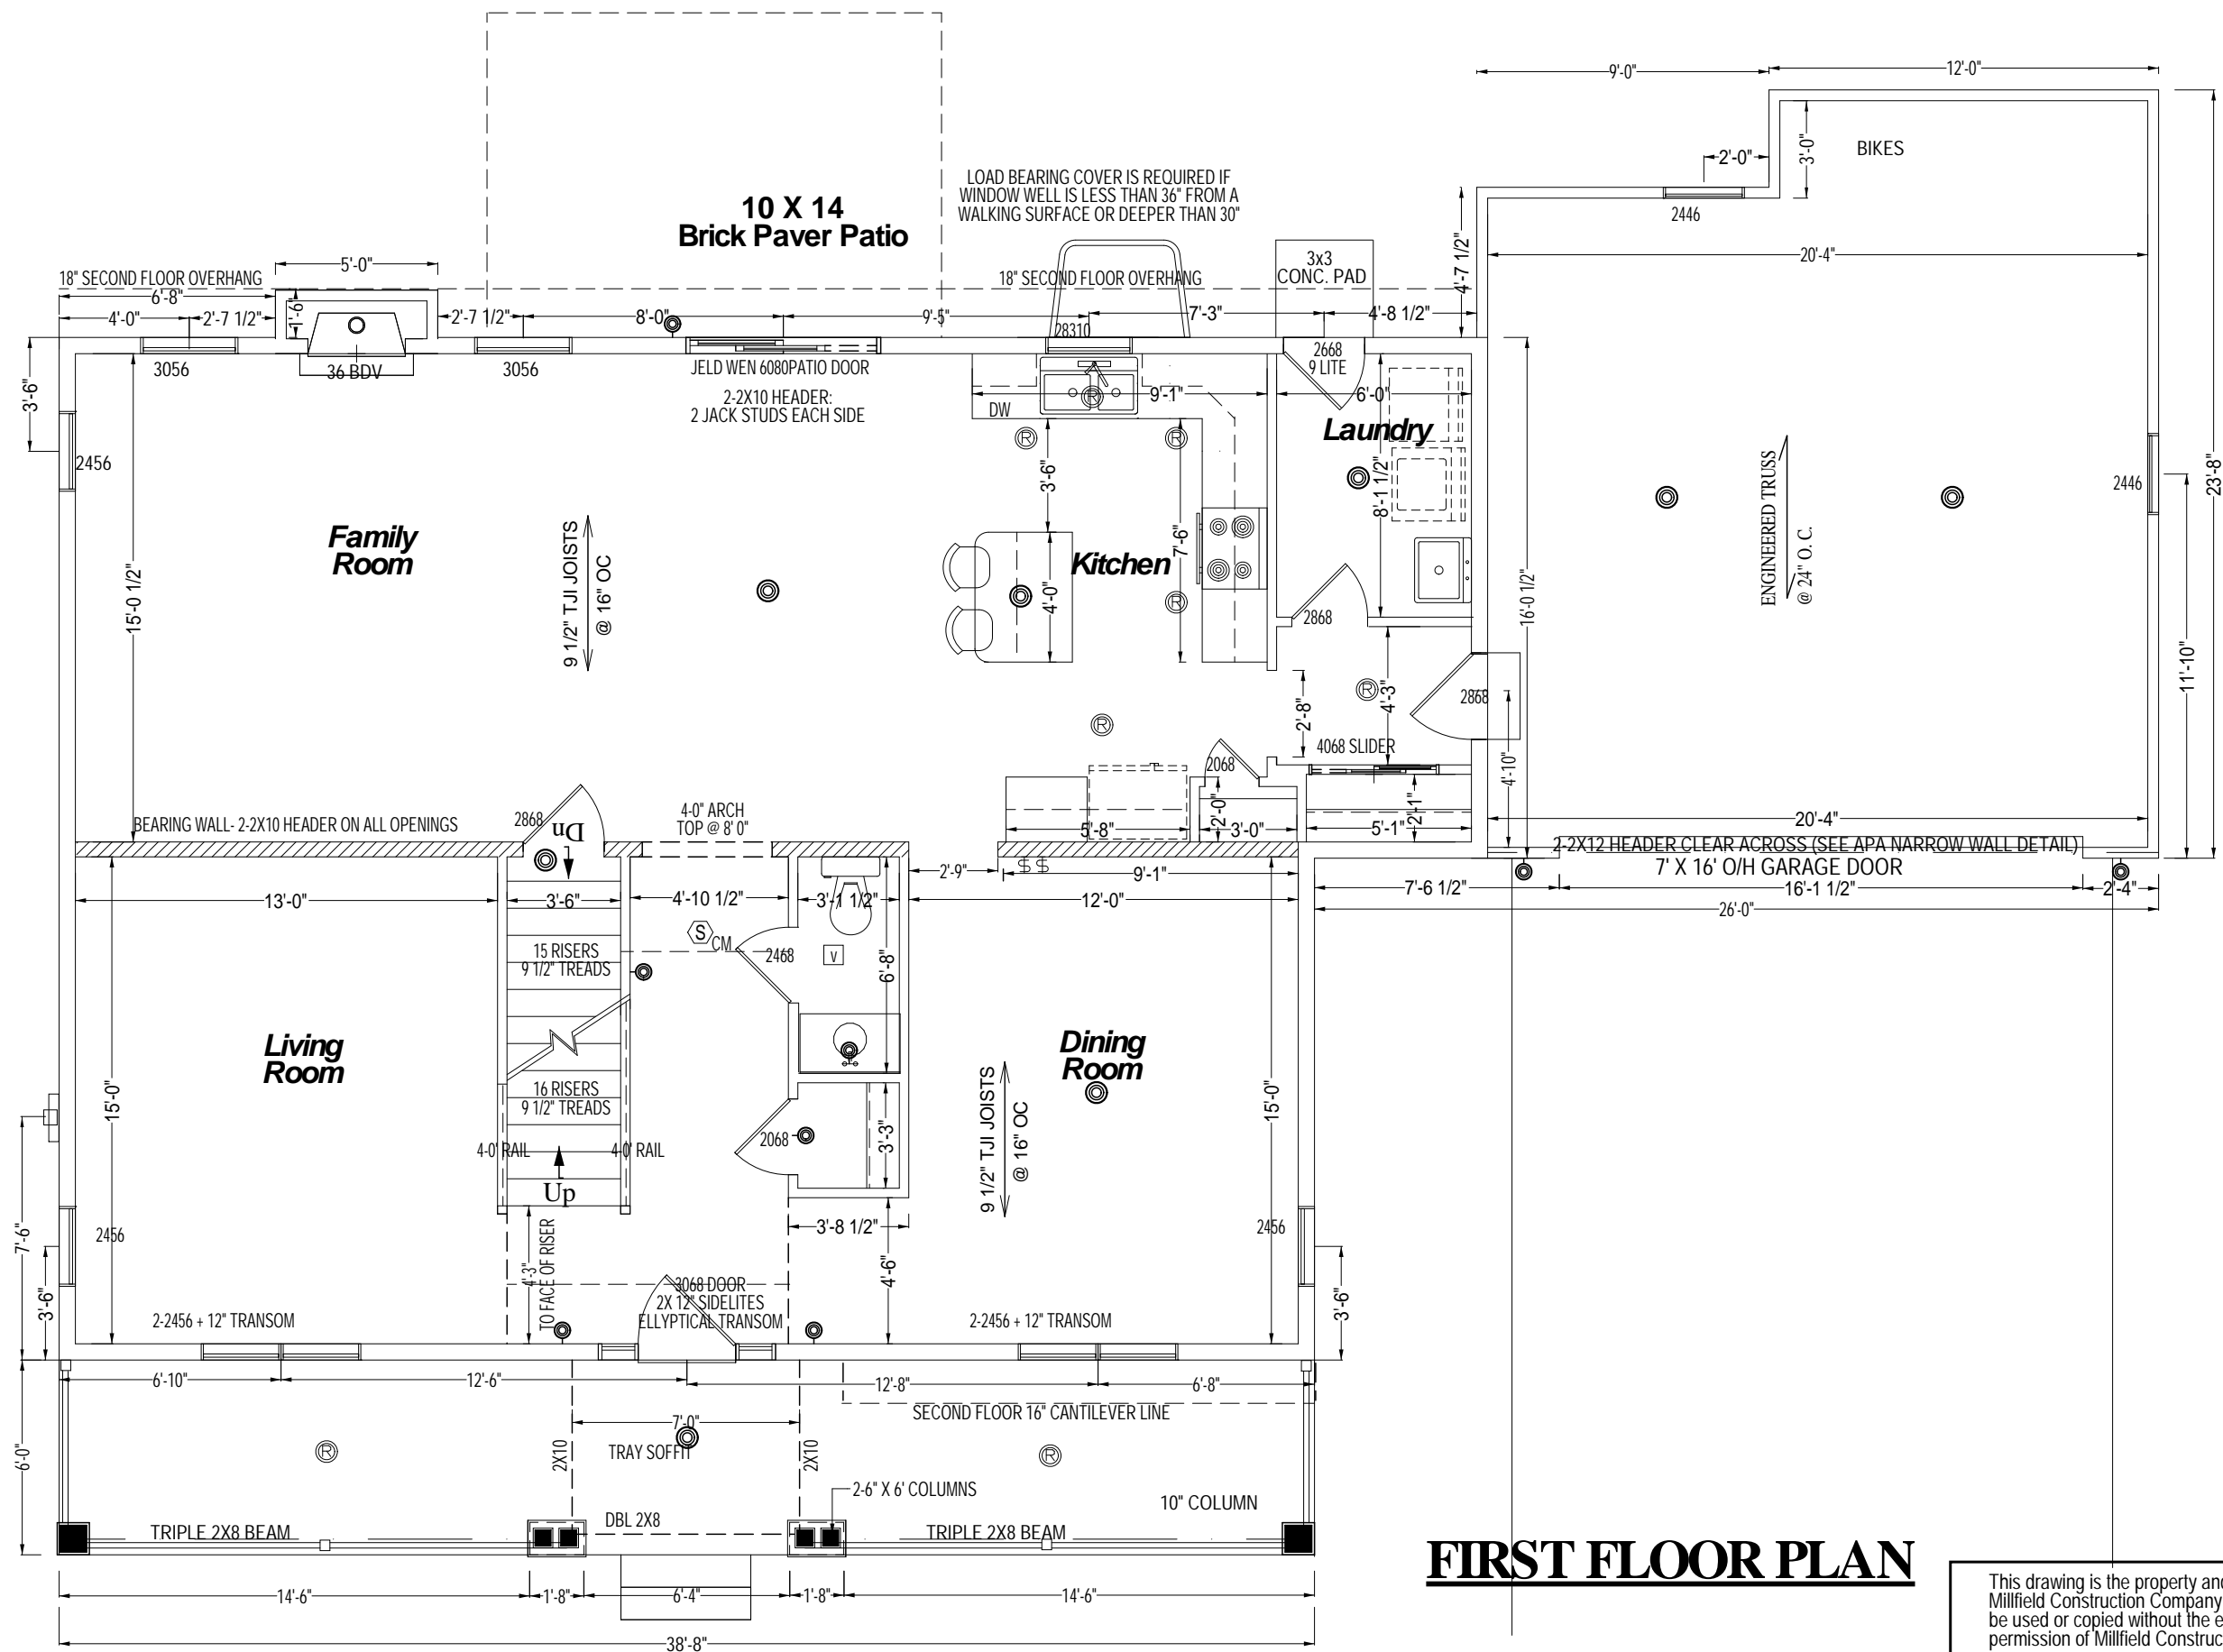 9'-0"
12'-0"
BIKES
2'-0"
3'-0"
2446
LOAD BEARING COVER IS REQUIRED IF
WINDOW WELL IS LESS THAN 36" FROM A
WALKING SURFACE OR DEEPER THAN 30"
10 X 14
Brick Paver Patio
4'-7 1/2"
20'-4"
23'-8"
3x3
CONC. PAD
5'-0"
18" SECOND FLOOR OVERHANG
18" SECOND FLOOR OVERHANG
6'-8"
1'-6"
4'-0"
2'-7 1/2"
2'-7 1/2"
8'-0"
9'-5"
7'-3"
4'-8 1/2"
28310
2668
9 LITE
3056
36 BDV
3056
JELD WEN 6080PATIO DOOR
2-2X10 HEADER:
2 JACK STUDS EACH SIDE
3'-6"
DW
R
9'-1"
6'-0"
R
R
Laundry
2456
3'-6"
8'-1 1/2"
ENGINEERED TRUSS
@ 24" O. C.
2446
Family
Room
9 1/2" TJI JOISTS
@ 16" OC
15'-0 1/2"
Kitchen
7'-6"
4'-0"
R
2868
16'-0 1/2"
11'-10"
R
R
2'-8"
4'-3"
2868
4068 SLIDER
2068
4'-10"
4-0" ARCH
TOP @ 8' 0"
BEARING WALL- 2-2X10 HEADER ON ALL OPENINGS
2868
Dn
5'-8"
2'-0"
3'-0"
2'-1"
5'-1"
20'-4"
2-2X12 HEADER CLEAR ACROSS (SEE APA NARROW WALL DETAIL)
7' X 16' O/H GARAGE DOOR
$ $
2'-9"
9'-1"
7'-6 1/2"
16'-1 1/2"
2'-4"
13'-0"
3'-6"
4'-10 1/2"
3'-1 1/2"
12'-0"
26'-0"
S
CM
15 RISERS
9 1/2" TREADS
2468
V
6'-8"
Living
Room
Dining
Room
16 RISERS
9 1/2" TREADS
15'-0"
9 1/2" TJI JOISTS
@ 16" OC
15'-0"
2068
3'-3"
4-0' RAIL
4-0' RAIL
Up
7'-6"
2456
3'-8 1/2"
2456
4'-3"
TO FACE OF RISER
4'-6"
3'-6"
3068 DOOR
2X 12" SIDELITES
ELLYPTICAL TRANSOM
3'-6"
2-2456 + 12" TRANSOM
2-2456 + 12" TRANSOM
6'-10"
12'-6"
12'-8"
6'-8"
SECOND FLOOR 16" CANTILEVER LINE
7'-0"
R
2X10
TRAY SOFFIT
2X10
R
6'-0"
2-6" X 6' COLUMNS
10" COLUMN
TRIPLE 2X8 BEAM
DBL 2X8
TRIPLE 2X8 BEAM
FIRST FLOOR PLAN
14'-6"
1'-8"
6'-4"
1'-8"
14'-6"
38'-8"
This drawing is the property and
Millfield Construction Company
be used or copied without the e
permission of Millfield Construc